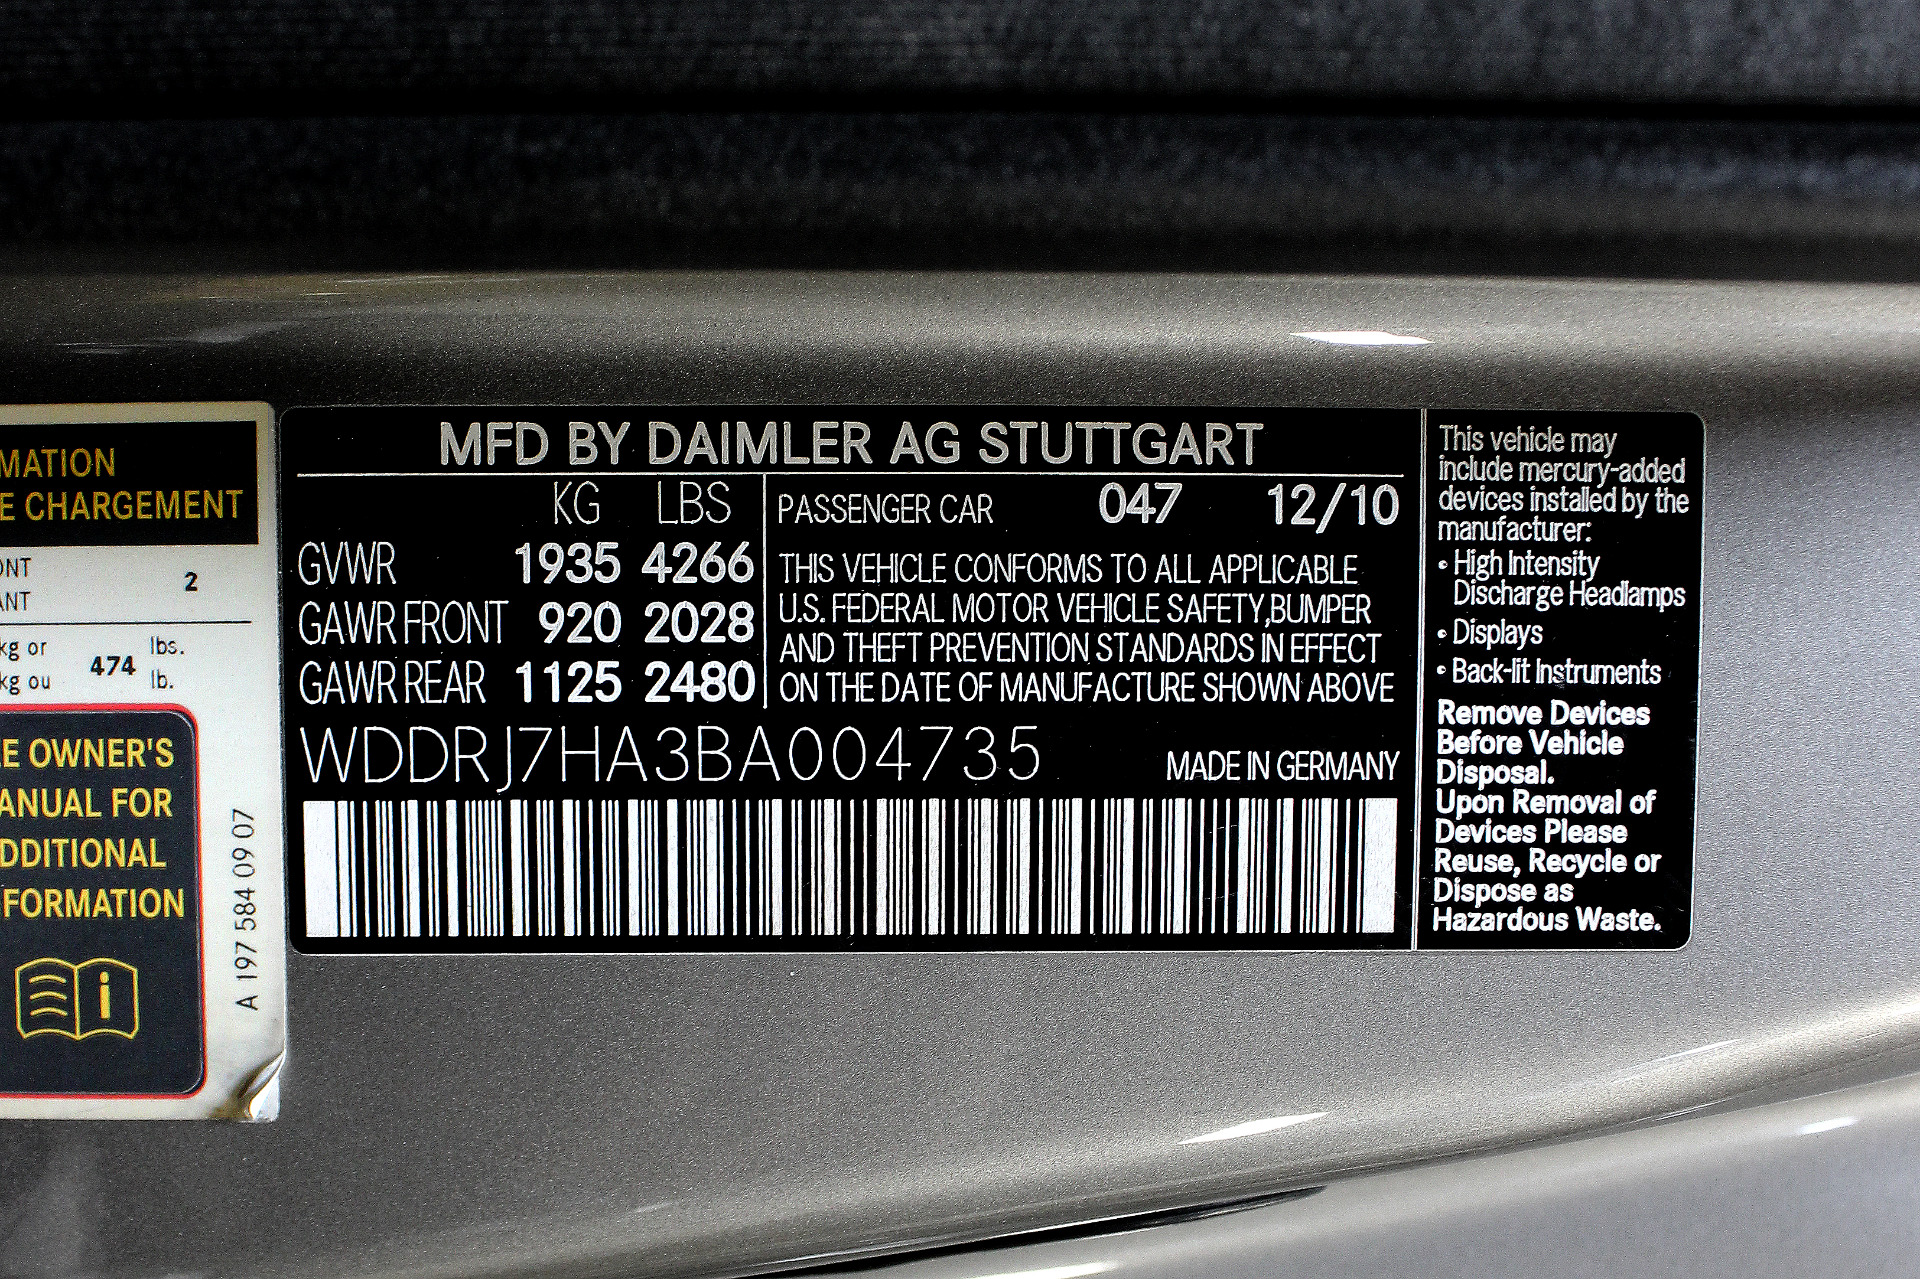 MATION
E CHARGEMENT
ONT
ANT
2
kg or
kg ou
474
lbs.
lb.
E OWNER'S
ANUAL FOR
DDITIONAL
FORMATION
i
A 197 584 09 07
MFD BY DAIMLER AG STUTTGART
KG LBS
GVWR 1935 4266
GAWR FRONT 920 2028
GAWR REAR 1125 2480
PASSENGER CAR 047 12/10
THIS VEHICLE CONFORMS TO ALL APPLICABLE
U.S. FEDERAL MOTOR VEHICLE SAFETY,BUMPER
AND THEFT PREVENTION STANDARDS IN EFFECT
ON THE DATE OF MANUFACTURE SHOWN ABOVE
WDDRJ7HA3BA004735
MADE IN GERMANY
This vehicle may
include mercury-added
devices installed by the
manufacturer:
• High Intensity
Discharge Headlamps
• Displays
• Back-lit Instruments
Remove Devices
Before Vehicle
Disposal.
Upon Removal of
Devices Please
Reuse, Recycle or
Dispose as
Hazardous Waste.